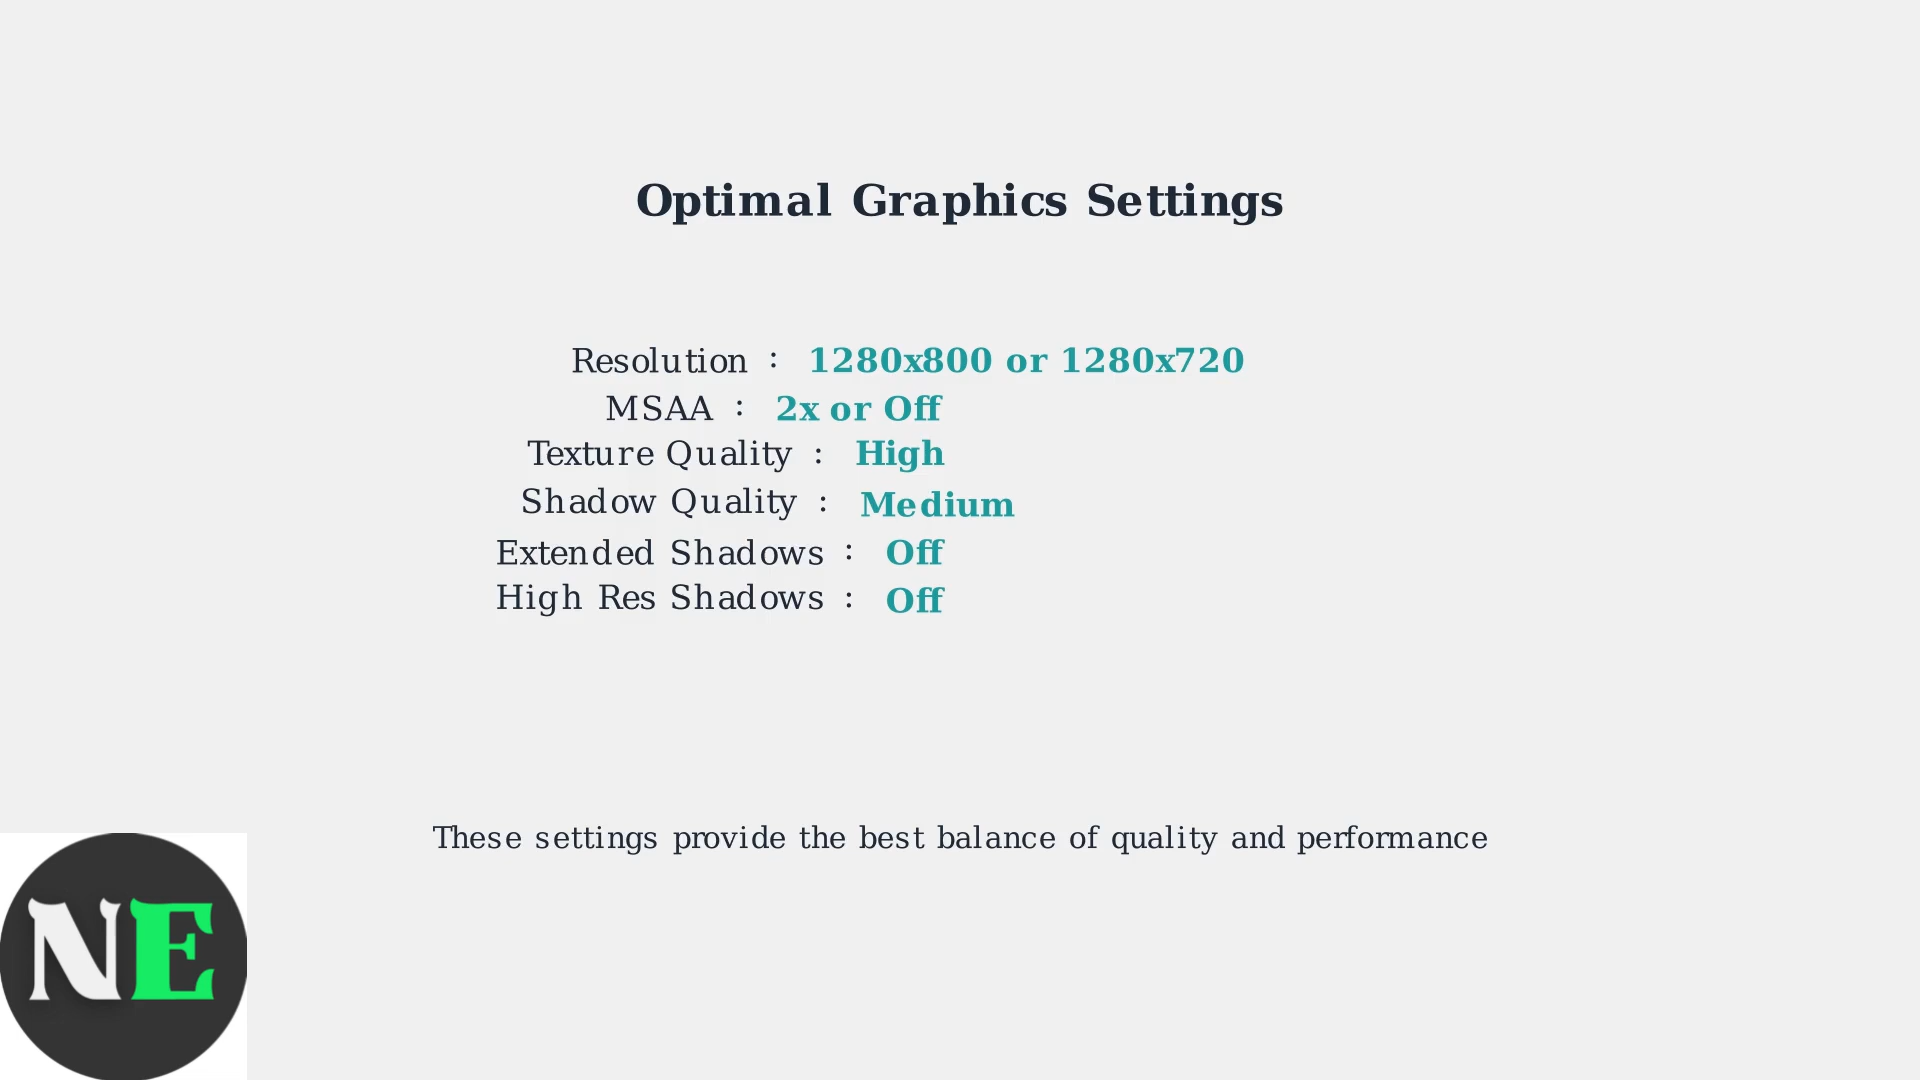 Optimal Graphics Settings
Resolution : 1280x800 or 1280x720
MSAA : 2x or Off
Texture Quality : High
Shadow Quality : Medium
Extended Shadows : Off
High Res Shadows : Off
These settings provide the best balance of quality and performance
NE